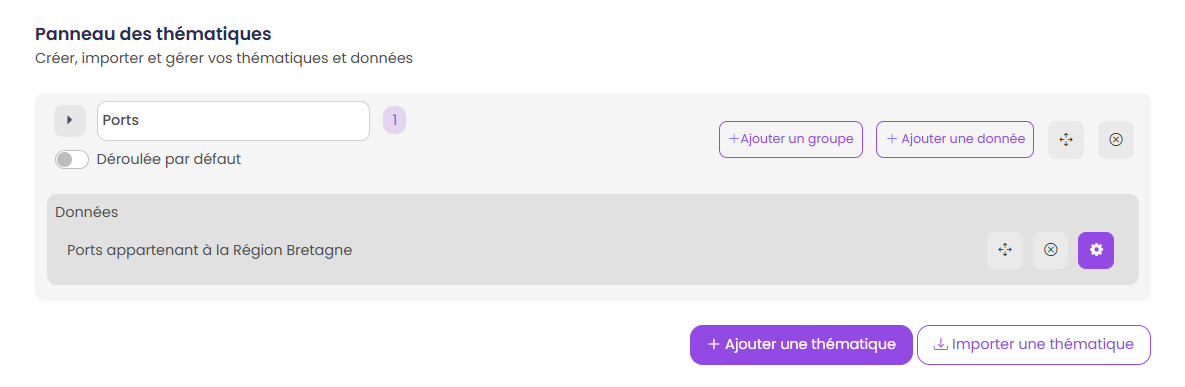 Panneau des thématiques
Créer, importer et gérer vos thématiques et données
Ports 1
+Ajouter un groupe + Ajouter une donnée
Déroulée par défaut
Données
Ports appartenant à la Région Bretagne
+ Ajouter une thématique Importer une thématique